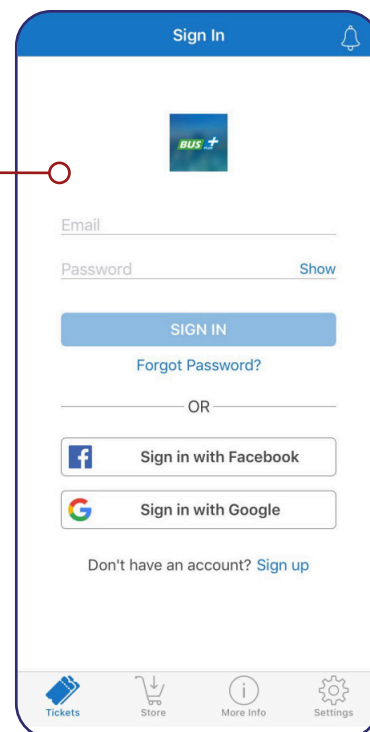 Sign In
BUS +
Email
Password Show
SIGN IN
Forgot Password?
OR
Sign in with Facebook
Sign in with Google
Don't have an account? Sign up
Tickets Store More Info Settings